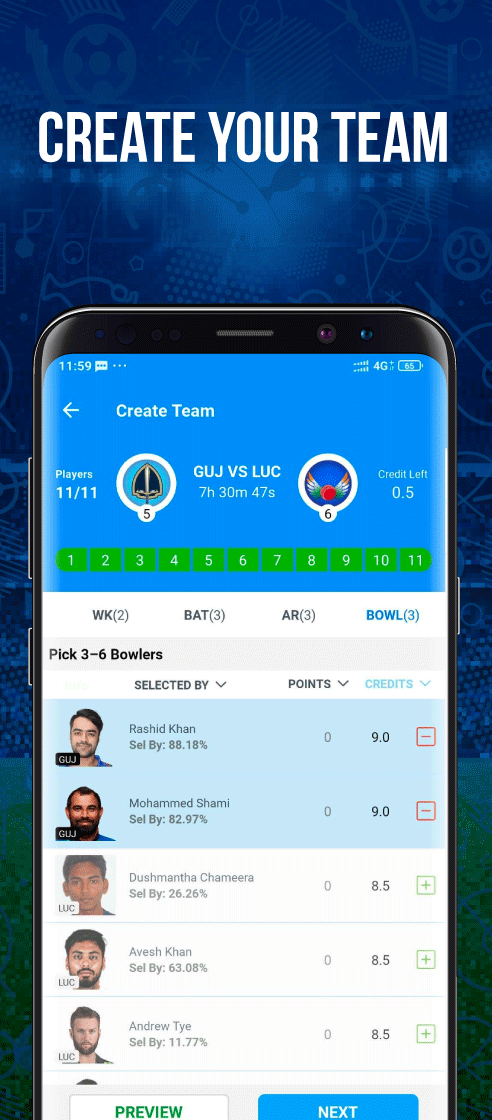 CREATE YOUR TEAM
11:59 ... 4G 65
Create Team
Players
11/11
5
GUJ VS LUC
7h 30m 47s
6
Credit Left
0.5
1 2 3 4 5 6 7 8 9 10 11
WK(2) BAT(3) AR(3) BOWL(3)
Pick 3–6 Bowlers
SELECTED BY POINTS CREDITS
Rashid Khan
Sel By: 88.18%
GUJ
0 9.0
Mohammed Shami
Sel By: 82.97%
GUJ
0 9.0
Dushmantha Chameera
Sel By: 26.26%
LUC
0 8.5
Avesh Khan
Sel By: 63.08%
LUC
0 8.5
Andrew Tye
Sel By: 11.77%
LUC
0 8.5
PREVIEW NEXT